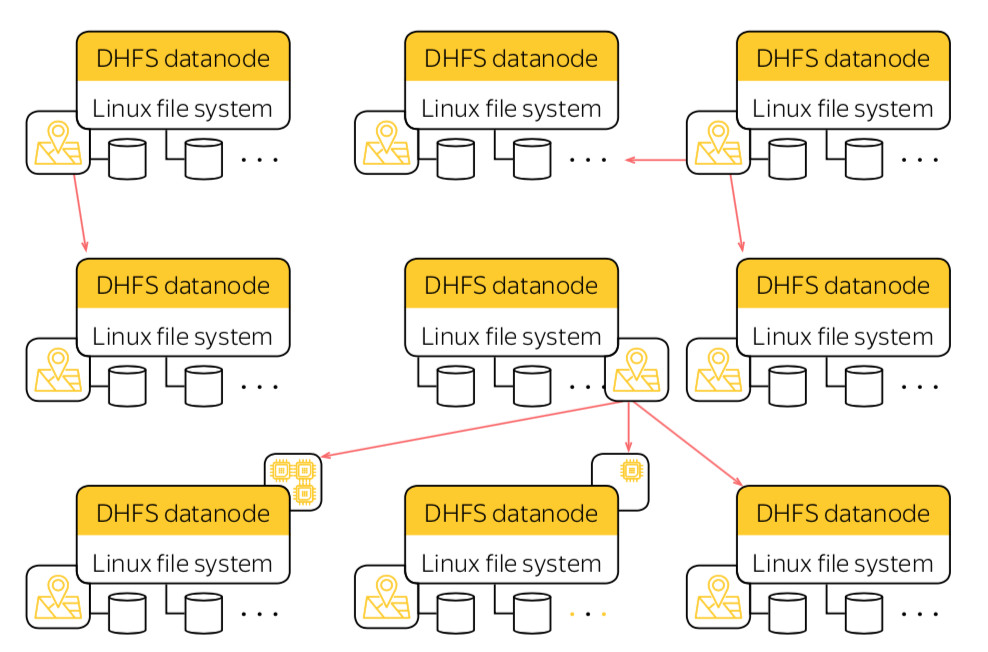 DHFS datanode
Linux file system
...
DHFS datanode
Linux file system
...
DHFS datanode
Linux file system
...
DHFS datanode
Linux file system
...
DHFS datanode
Linux file system
...
DHFS datanode
Linux file system
...
DHFS datanode
Linux file system
...
DHFS datanode
Linux file system
...
DHFS datanode
Linux file system
...